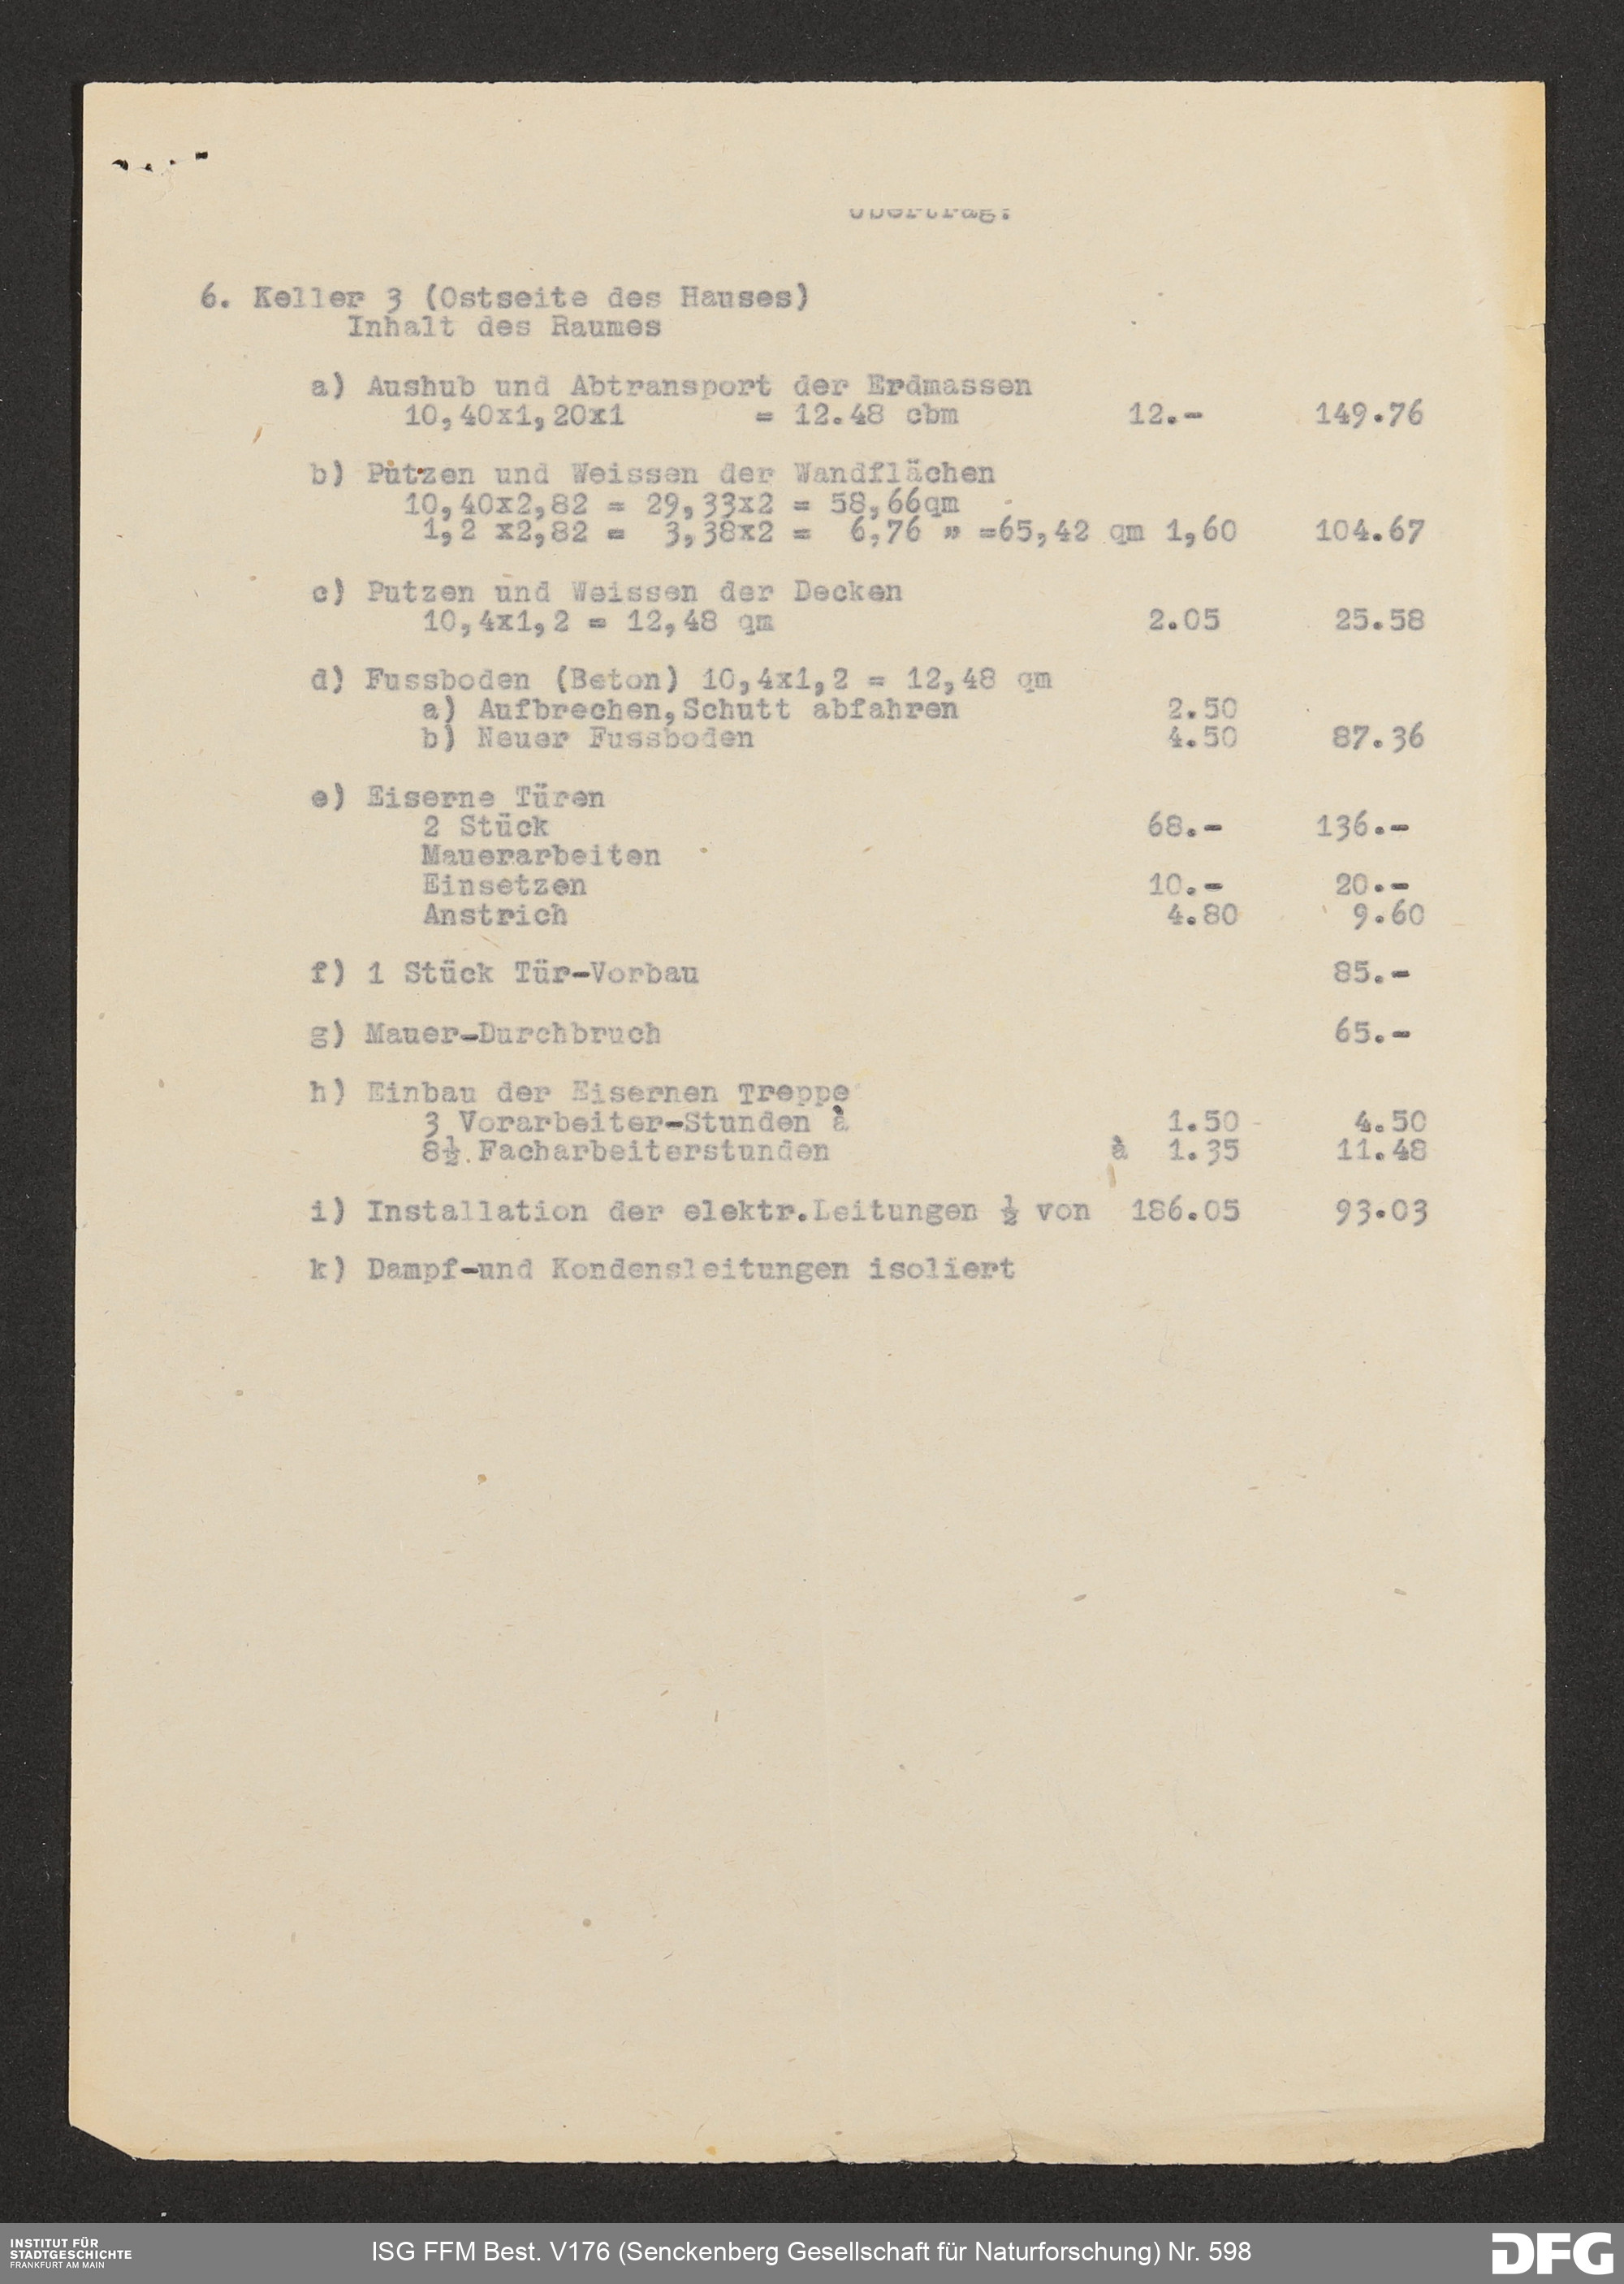 Übertrag:
6. Keller 3 (Ostseite des Hauses)
Inhalt des Raumes
a) Aushub und Abtransport der Erdmassen
10,40x1,20x1 = 12.48 cbm 12.- 149.76
b) Putzen und Weissen der Wandflächen
10,40x2,82 = 29,33x2 = 58,66qm
1,2 x2,82 = 3,38x2 = 6,76 " =65,42 qm 1,60 104.67
c) Putzen und Weissen der Decken
10,4x1,2 = 12,48 qm 2.05 25.58
d) Fussboden (Beton) 10,4x1,2 = 12,48 qm
a) Aufbrechen,Schutt abfahren 2.50
b) Neuer Fussboden 4.50 87.36
e) Eiserne Türen
2 Stück 68.- 136.-
Mauerarbeiten
Einsetzen 10.- 20.-
Anstrich 4.80 9.60
f) 1 Stück Tür-Vorbau 85.-
g) Mauer-Durchbruch 65.-
h) Einbau der Eisernen Treppe
3 Vorarbeiter-Stunden à 1.50 4.50
8½ Facharbeiterstunden à 1.35 11.48
i) Installation der elektr.Leitungen ½ von 186.05 93.03
k) Dampf-und Kondensleitungen isoliert
INSTITUT FÜR
STADTGESCHICHTE
FRANKFURT AM MAIN
ISG FFM Best. V176 (Senckenberg Gesellschaft für Naturforschung) Nr. 598
DFG